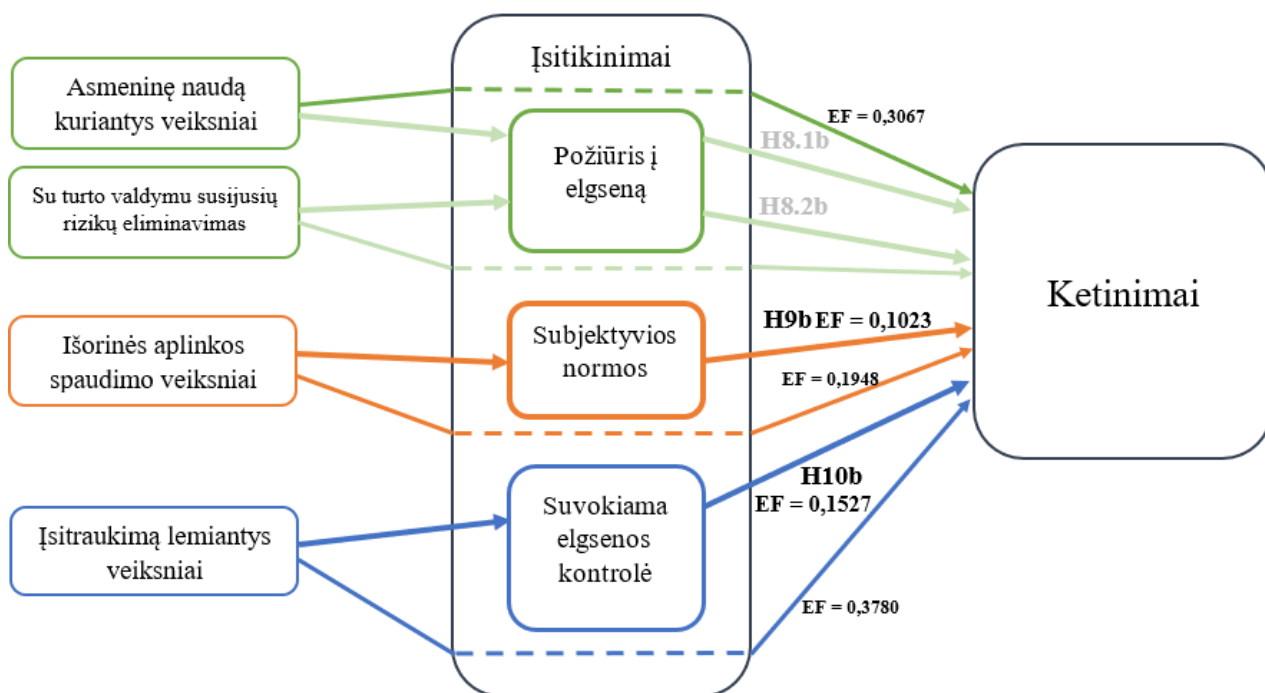 Įsitikinimai
Asmeninę naudą
kuriantys veiksniai
Su turto valdymu susijusių
rizikų eliminavimas
Išorinės aplinkos
spaudimo veiksniai
Įsitraukimą lemiantys
veiksniai
Požiūris į
elgseną
Subjektyvios
normos
Suvokiama
elgsenos
kontrolė
EF = 0,3067
H8.1b
H8.2b
H9b EF = 0,1023
EF = 0,1948
H10b
EF = 0,1527
EF = 0,3780
Ketinimai